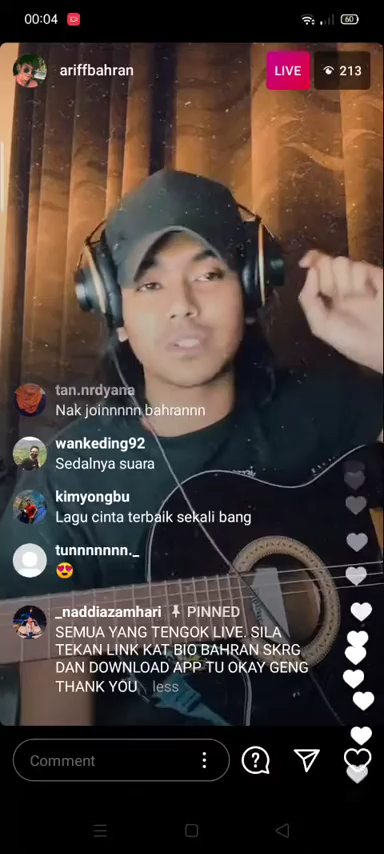 00:04
60
ariffbahran
LIVE
213
tan.nrdyana
Nak joinnnnn bahrannn
wankeding92
Sedalnya suara
kimyongbu
Lagu cinta terbaik sekali bang
tunnnnnnn._
_naddiazamhari PINNED
SEMUA YANG TENGOK LIVE. SILA
TEKAN LINK KAT BIO BAHRAN SKRG
DAN DOWNLOAD APP TU OKAY GENG
THANK YOU less
Comment